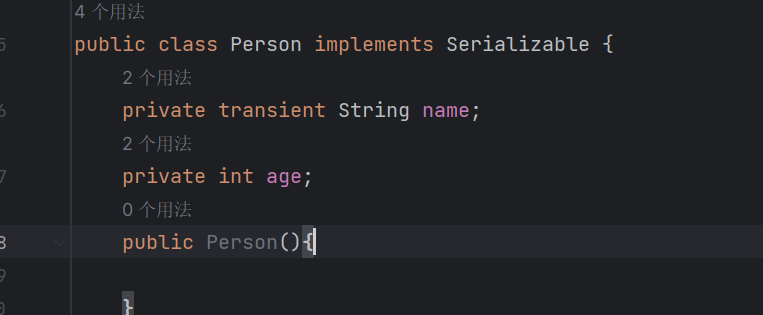 4 个用法
5 public class Person implements Serializable {
2 个用法
6 private transient String name;
2 个用法
7 private int age;
0 个用法
8 public Person(){
9
0 }